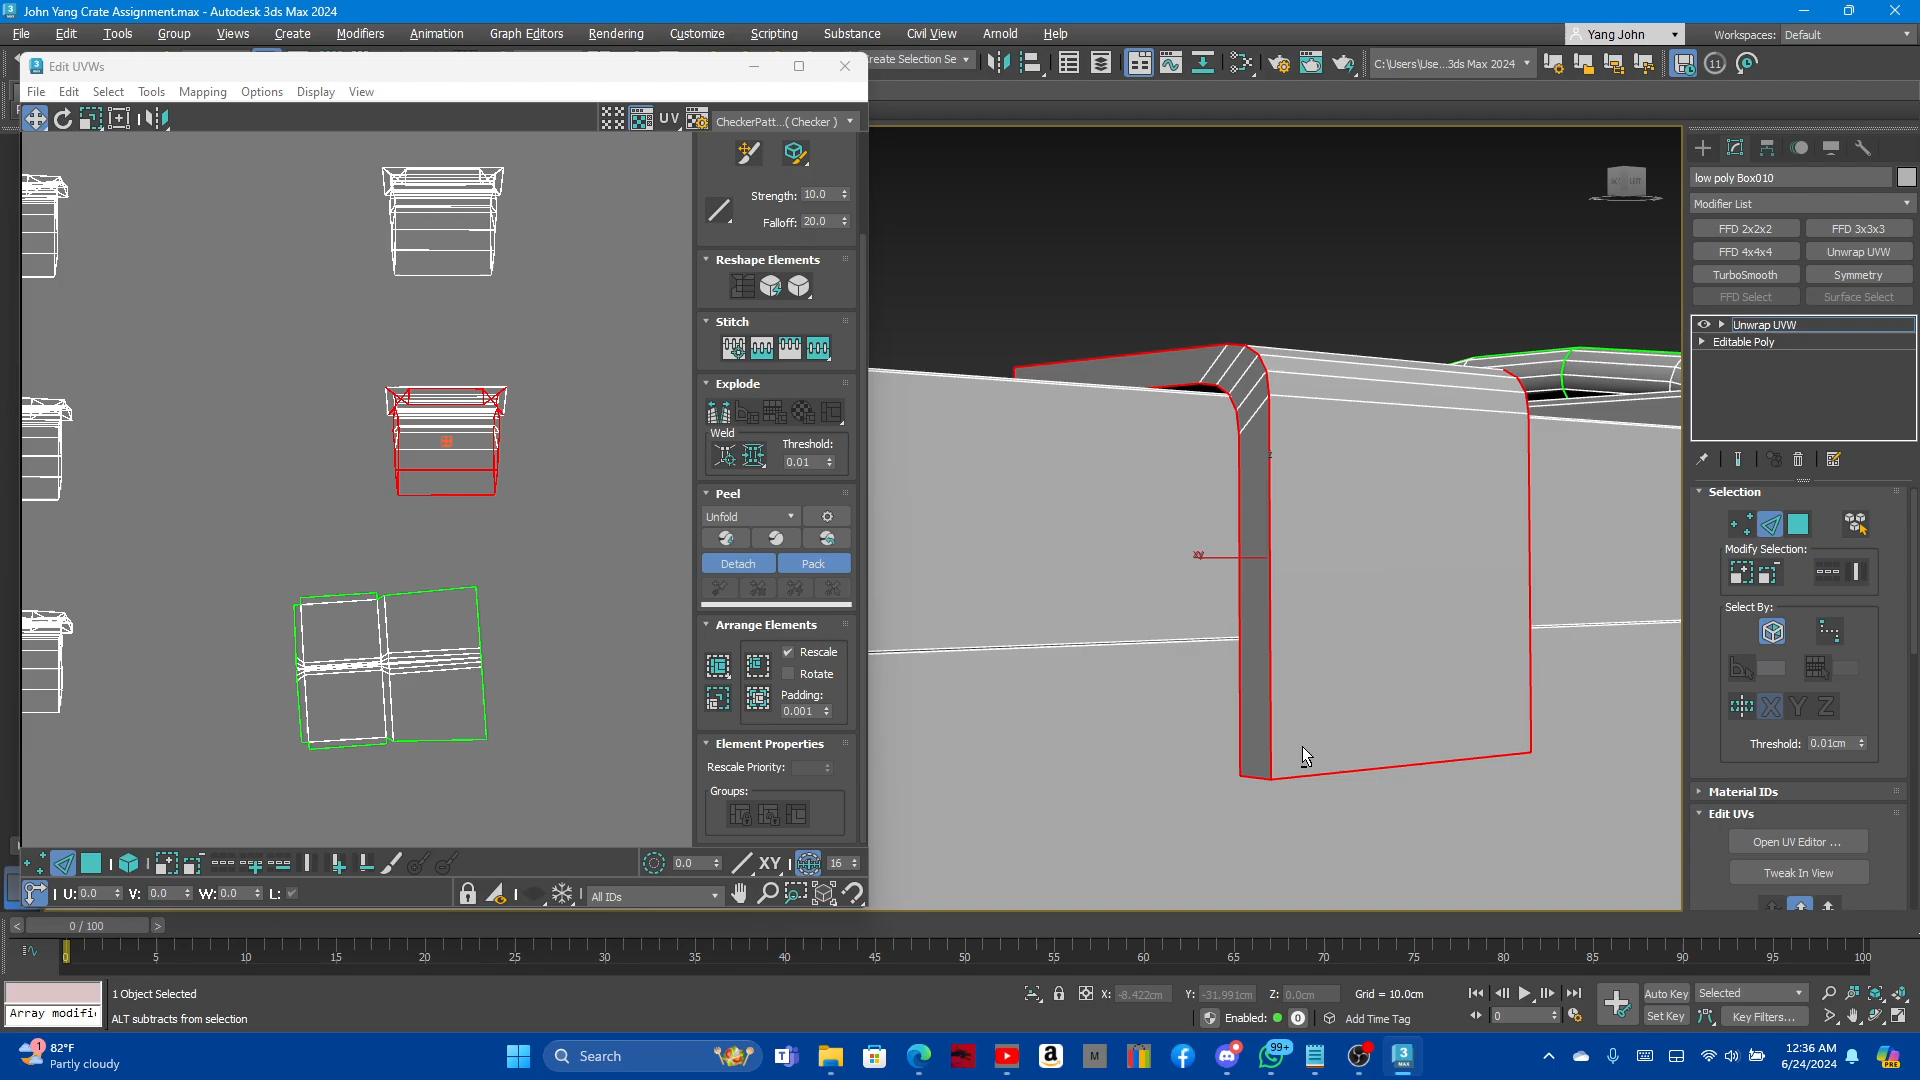 John Yang Crate Assignment.max - Autodesk 3ds Max 2024
File Edit Tools Group Views Create Modifiers Animation Graph Editors Rendering Customize Scripting Substance Civil View Arnold Help
Yang John
Workspaces: Default
Edit UVWs
Create Selection Se
C:\Users\Use...3ds Max 2024
11
File Edit Select Tools Mapping Options Display View
UV
CheckerPatt...( Checker )
Strength: 10.0
Falloff: 20.0
Reshape Elements
Stitch
Explode
Weld
Threshold:
0.01
Peel
Unfold
Detach
Pack
Arrange Elements
Rescale
Rotate
Padding:
0.001
Element Properties
Rescale Priority:
Groups:
0.0
XY
16
U: 0.0 V: 0.0 W: 0.0 L:
All IDs
xy
z
low poly Box010
Modifier List
FFD 2x2x2
FFD 3x3x3
FFD 4x4x4
Unwrap UVW
TurboSmooth
Symmetry
FFD Select
Surface Select
Unwrap UVW
Editable Poly
Selection
Modify Selection:
Select By:
X Y Z
Threshold: 0.01cm
Material IDs
Edit UVs
Open UV Editor ...
Tweak In View
0 / 100
0 5 10 15 20 25 30 35 40 45 50 55 60 65 70 75 80 85 90 95 100
1 Object Selected
Array modifi
ALT subtracts from selection
X: -8.422cm Y: -31.991cm Z: 0.0cm Grid = 10.0cm
Enabled: 0 Add Time Tag
0
Auto Key
Selected
Set Key
Key Filters...
1
82°F
Partly cloudy
Search
99+
12:36 AM
6/24/2024
PRE